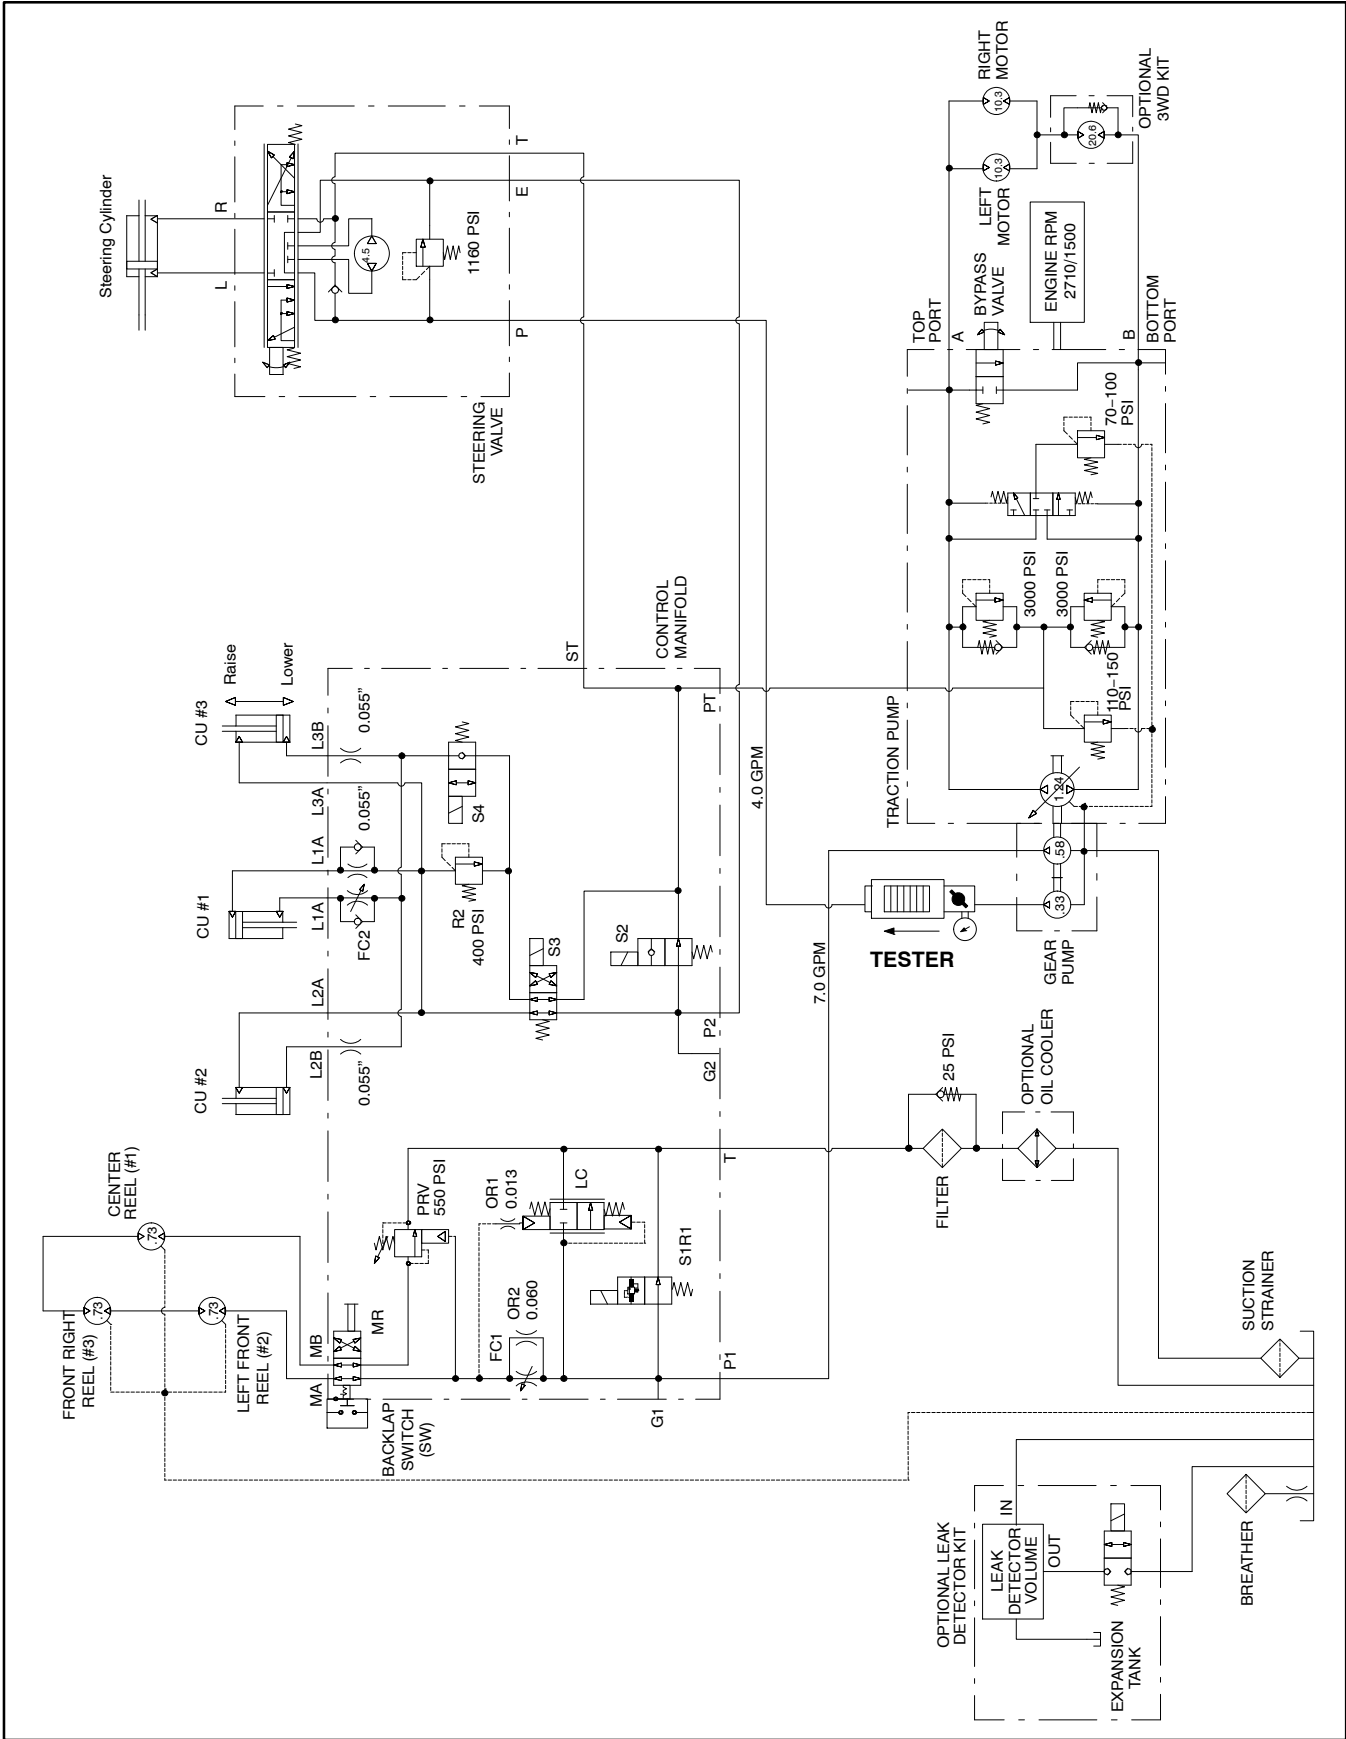 Steering Cylinder
L
R
STEERING
VALVE
4.5
1160 PSI
P
E
T
CU #3
Raise
Lower
CU #1
CU #2
L3B
0.055"
L3A
L1A
0.055"
L1A
FC2
L2A
L2B
0.055"
S4
R2
400 PSI
S3
S2
ST
CONTROL
MANIFOLD
PT
P2
G2
CENTER
REEL (#1)
.73
FRONT RIGHT
REEL (#3)
.73
LEFT FRONT
REEL (#2)
.73
MA
MB
MR
BACKLAP
SWITCH
(SW)
PRV
550 PSI
OR1
0.013
LC
FC1
OR2
0.060
S1R1
T
P1
G1
4.0 GPM
7.0 GPM
TESTER
GEAR
PUMP
.33
.58
TRACTION PUMP
1.24
110−150
PSI
3000 PSI
3000 PSI
70−100
PSI
TOP
PORT
A
BYPASS
VALVE
B
BOTTOM
PORT
ENGINE RPM
2710/1500
LEFT
MOTOR
10.3
RIGHT
MOTOR
10.3
20.6
OPTIONAL
3WD KIT
FILTER
25 PSI
OPTIONAL
OIL COOLER
SUCTION
STRAINER
BREATHER
OPTIONAL LEAK
DETECTOR KIT
LEAK
DETECTOR
VOLUME
IN
OUT
EXPANSION
TANK